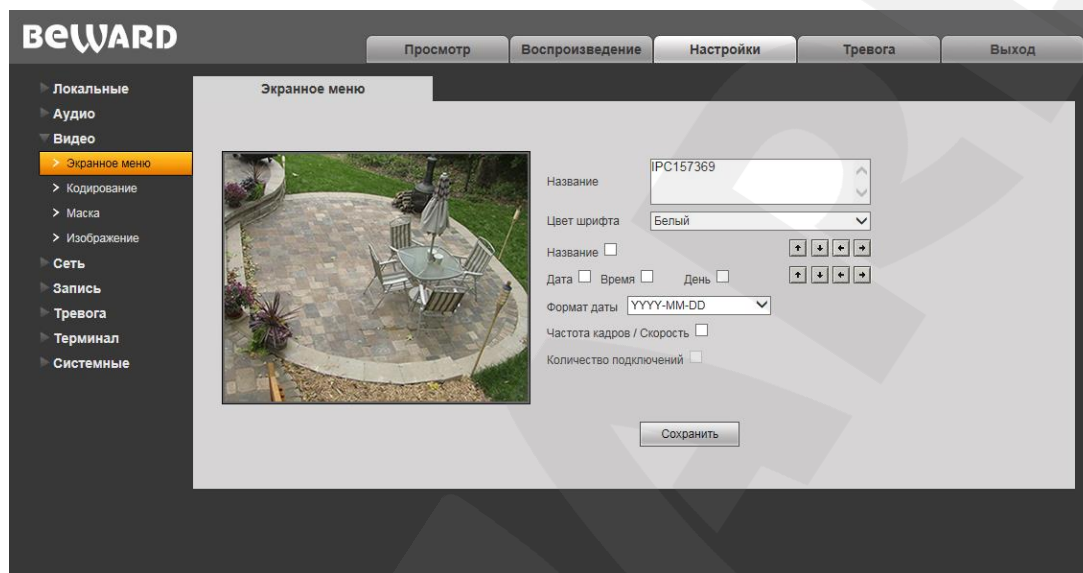 BEWARD
Просмотр Воспроизведение Настройки Тревога Выход
Локальные
Аудио
Видео
> Экранное меню
> Кодирование
> Маска
> Изображение
Сеть
Запись
Тревога
Терминал
Системные
Экранное меню
Название IPC157369
Цвет шрифта Белый
Название
Дата Время День
Формат даты YYYY-MM-DD
Частота кадров / Скорость
Количество подключений
Сохранить